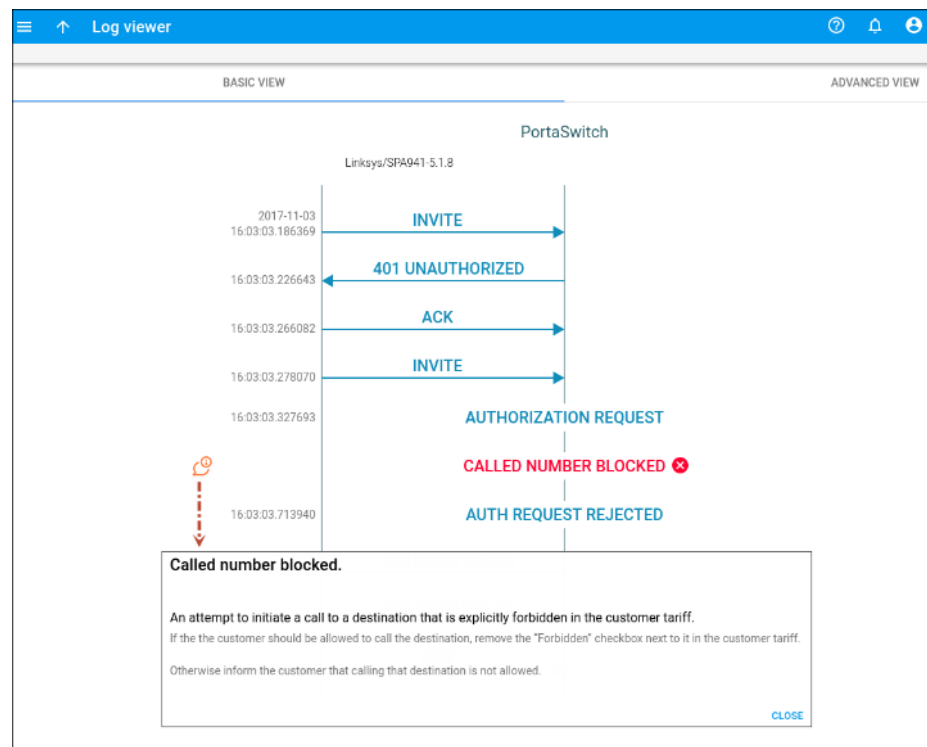 Log viewer
BASIC VIEW
ADVANCED VIEW
PortaSwitch
Linksys/SPA941-5.1.8
2017-11-03
16:03:03.186369
INVITE
16:03:03.226643
401 UNAUTHORIZED
16:03:03.266082
ACK
16:03:03.278070
INVITE
16:03:03.327693
AUTHORIZATION REQUEST
CALLED NUMBER BLOCKED
16:03:03.713940
AUTH REQUEST REJECTED
Called number blocked.
An attempt to initiate a call to a destination that is explicitly forbidden in the customer tariff.
If the the customer should be allowed to call the destination, remove the "Forbidden" checkbox next to it in the customer tariff.
Otherwise inform the customer that calling that destination is not allowed.
CLOSE